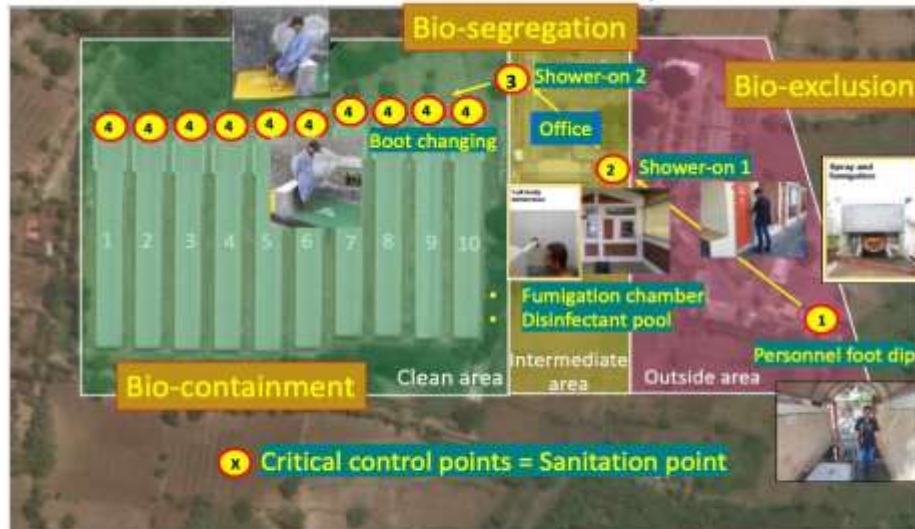 Bio-segregation
Bio-exclusion
3
Shower-on 2
4 4 4 4 4 4 4 4 4 4
Boot changing
Office
2
Shower-on 1
Spray and
fumigation
1 2 3 4 5 6 7 8 9 10
• Fumigation chamber
• Disinfectant pool
1
Personnel foot dip
Clean area
Intermediate
area
Outside area
Bio-containment
X Critical control points = Sanitation point